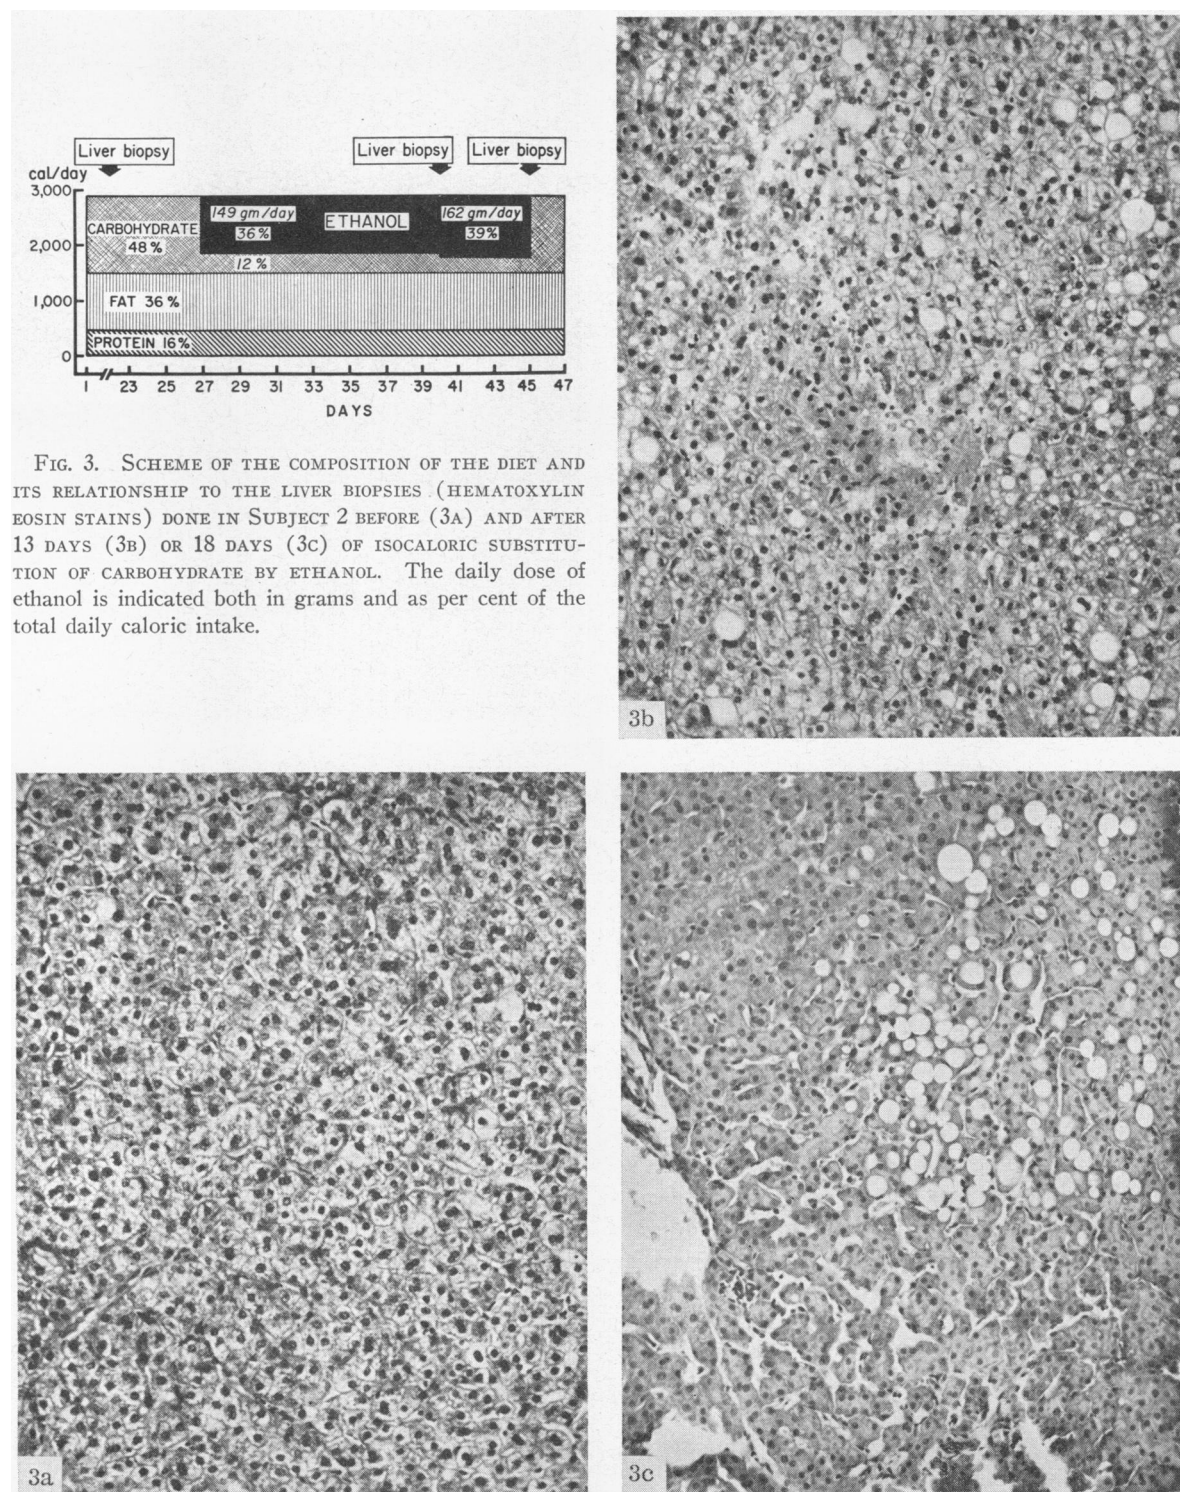 Liver biopsy
Liver biopsy
Liver biopsy
cal/day
3,000
2,000
1,000
0
CARBOHYDRATE
48%
149 gm/day
36%
12%
ETHANOL
162 gm/day
39%
FAT 36%
PROTEIN 16%
1 23 25 27 29 31 33 35 37 39 41 43 45 47
DAYS
FIG. 3. SCHEME OF THE COMPOSITION OF THE DIET AND
ITS RELATIONSHIP TO THE LIVER BIOPSIES (HEMATOXYLIN
EOSIN STAINS) DONE IN SUBJECT 2 BEFORE (3A) AND AFTER
13 DAYS (3B) OR 18 DAYS (3C) OF ISOCALORIC SUBSTITU-
TION OF CARBOHYDRATE BY ETHANOL. The daily dose of
ethanol is indicated both in grams and as per cent of the
total daily caloric intake.
3b
3a
3c